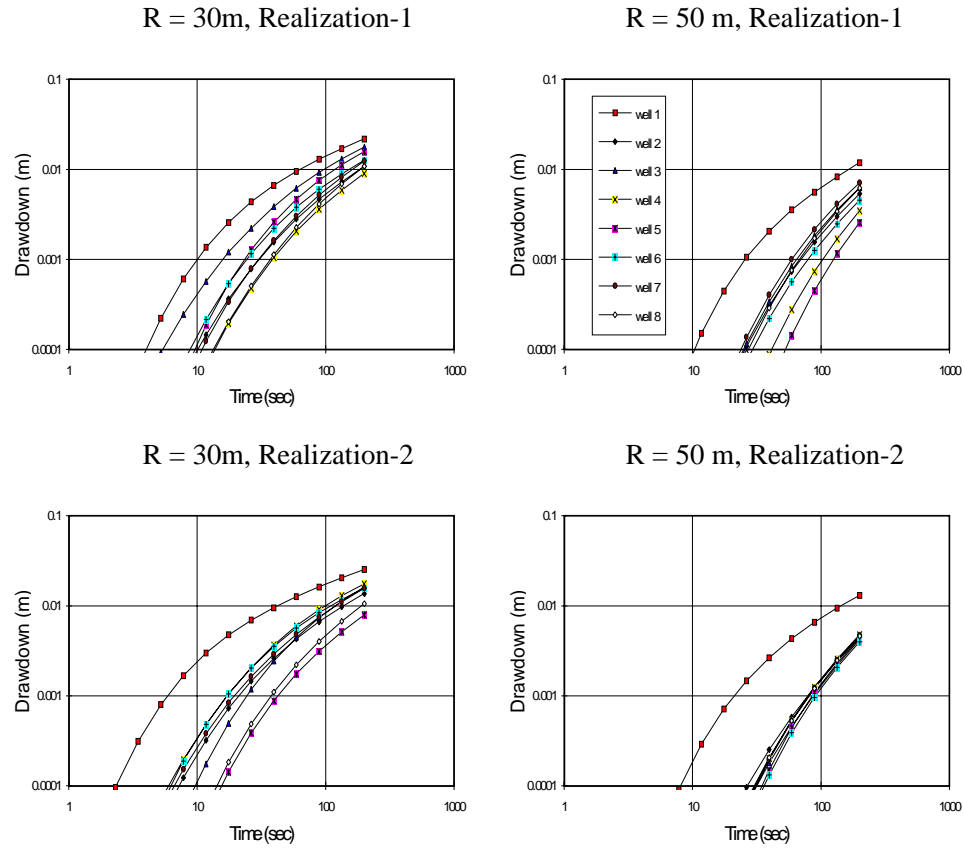 R = 30m, Realization-1
R = 50 m, Realization-1
0.1
0.01
0.001
0.0001
Drawdown (m)
1
10
100
1000
Time (sec)
0.1
0.01
0.001
0.0001
Drawdown (m)
well 1
well 2
well 3
well 4
well 5
well 6
well 7
well 8
1
10
100
1000
Time (sec)
R = 30m, Realization-2
R = 50 m, Realization-2
0.1
0.01
0.001
0.0001
Drawdown (m)
1
10
100
1000
Time (sec)
0.1
0.01
0.001
0.0001
Drawdown (m)
1
10
100
1000
Time (sec)